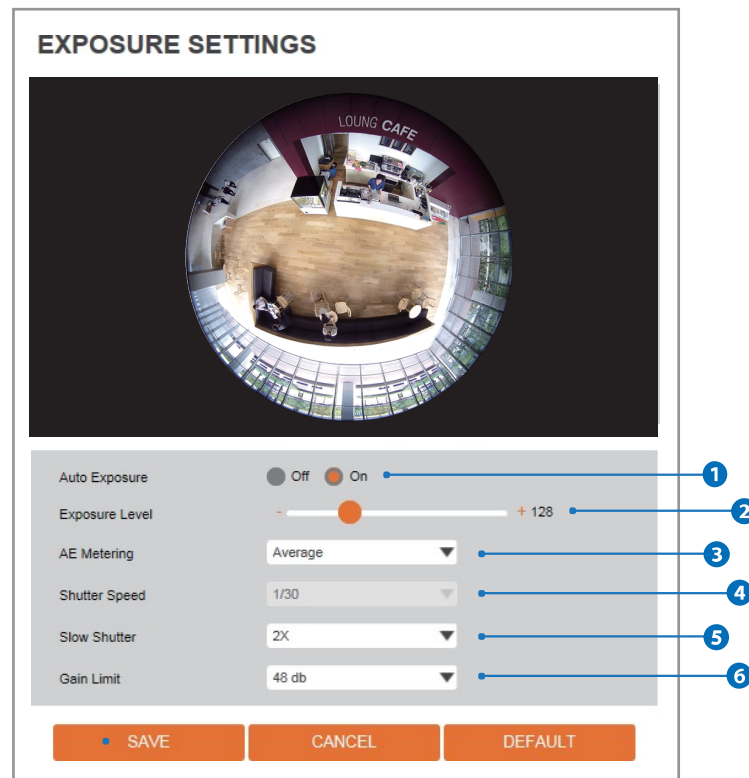 EXPOSURE SETTINGS
LOUNG CAFE
Auto Exposure Off On 1
Exposure Level - + 128 2
AE Metering Average 3
Shutter Speed 1/30 4
Slow Shutter 2X 5
Gain Limit 48 db 6
SAVE CANCEL DEFAULT